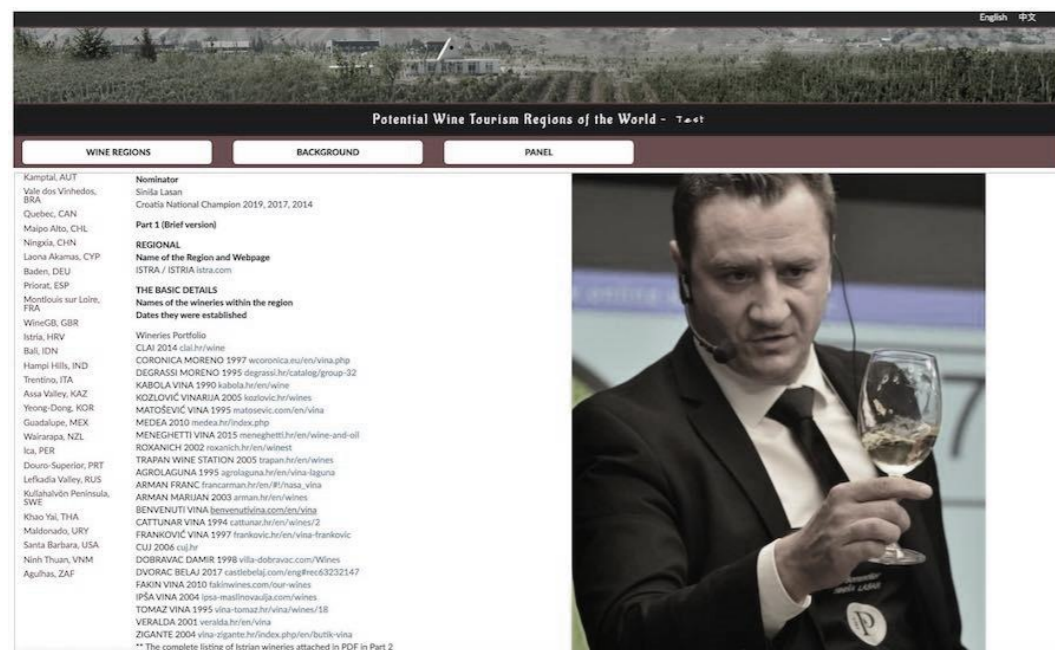 English 中文
Potential Wine Tourism Regions of the World - Test
WINE REGIONS
BACKGROUND
PANEL
Kamptal, AUT
Vale dos Vinhedos,
BRA
Quebec, CAN
Maipo Alto, CHL
Ningxia, CHN
Laona Akamas, CYP
Baden, DEU
Priorat, ESP
Montlouis sur Loire,
FRA
WineGB, GBR
Istria, HRV
Bali, IDN
Hampi Hills, IND
Trentino, ITA
Assa Valley, KAZ
Yeong-Dong, KOR
Guadalupe, MEX
Wairarapa, NZL
Ica, PER
Douro-Superior, PRT
Lefkadia Valley, RUS
Kullahalvön Peninsula,
SWE
Khao Yai, THA
Maldonado, URY
Santa Barbara, USA
Ninh Thuan, VNM
Agulhas, ZAF
Nominator
Siniša Lasan
Croatia National Champion 2019, 2017, 2014
Part 1 (Brief version)
REGIONAL
Name of the Region and Webpage
ISTRA / ISTRIA istra.com
THE BASIC DETAILS
Names of the wineries within the region
Dates they were established
Wineries Portfolio
CLAI 2014 clai.hr/wine
CORONICA MORENO 1997 wcoronica.eu/en/vina.php
DEGRASSI MORENO 1995 degrassi.hr/catalog/group-32
KABOLA VINA 1990 kabola.hr/en/wine
KOZLOVIĆ VINARIJA 2005 kozlovic.hr/wines
MATOŠEVIĆ VINA 1995 matosevic.com/en/vina
MEDEA 2010 medea.hr/index.php
MENEGHETTI VINA 2015 meneghetti.hr/en/wine-and-oil
ROXANICH 2002 roxanich.hr/en/winest
TRAPAN WINE STATION 2005 trapan.hr/en/wines
AGROLAGUNA 1995 agrolaguna.hr/en/vina-laguna
ARMAN FRANC francarman.hr/en/#!/nasa_vina
ARMAN MARIJAN 2003 arman.hr/en/wines
BENVENUTI VINA benvenutivina.com/en/vina
CATTUNAR VINA 1994 cattunar.hr/en/wines/2
FRANKOVIĆ VINA 1997 frankovic.hr/en/vina-frankovic
CUJ 2006 cuj.hr
DOBRAVAC DAMIR 1998 villa-dobravac.com/Wines
DVORAC BELAJ 2017 castlebelaj.com/eng#rec63232147
FAKIN VINA 2010 fakinwines.com/our-wines
IPŠA VINA 2004 ipsa-maslinovaulja.com/wines
TOMAZ VINA 1995 vina-tomaz.hr/vina/wines/18
VERALDA 2001 veralda.hr/en/vina
ZIGANTE 2004 vina-zigante.hr/index.php/en/butik-vina
** The complete listing of Istrian wineries attached in PDF in Part 2